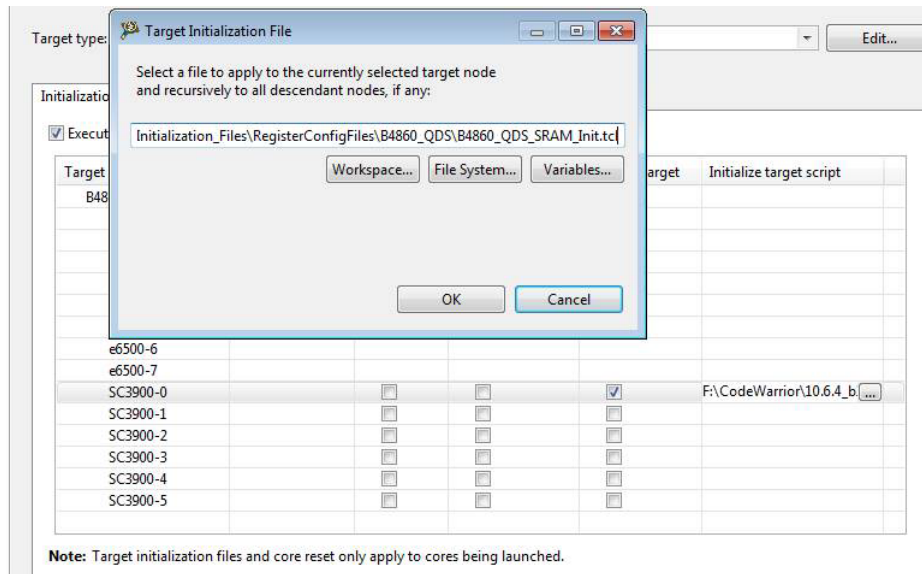 Target type:
Edit...
Target Initialization File
Select a file to apply to the currently selected target node
and recursively to all descendant nodes, if any:
Initializatio
Execut
Initialization_Files\RegisterConfigFiles\B4860_QDS\B4860_QDS_SRAM_Init.tcl
Workspace... File System... Variables...
Target arget Initialize target script
B48
OK Cancel
e6500-6
e6500-7
SC3900-0 F:\CodeWarrior\10.6.4_b. ...
SC3900-1
SC3900-2
SC3900-3
SC3900-4
SC3900-5
Note: Target initialization files and core reset only apply to cores being launched.